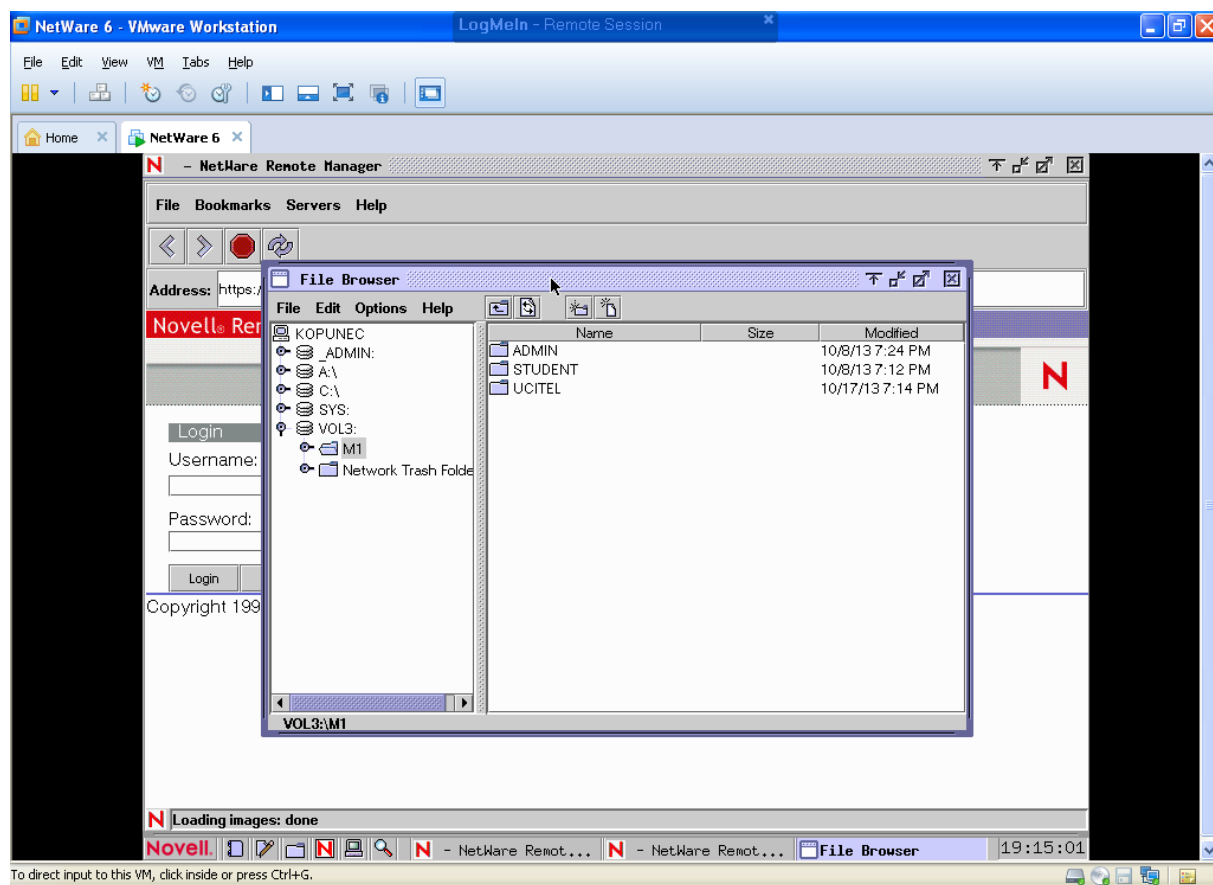 NetWare 6 - VMware Workstation
LogMeIn - Remote Session
File Edit View VM Tabs Help
Home
NetWare 6
N - NetWare Remote Manager
File Bookmarks Servers Help
Address: https:/
Novell® Rer
N
Login
Username:
Password:
Login
Copyright 199
File Browser
File Edit Options Help
KOPUNEC
_ADMIN:
A:\
C:\
SYS:
VOL3:
M1
Network Trash Folde
Name Size Modified
ADMIN 10/8/13 7:24 PM
STUDENT 10/8/13 7:12 PM
UCITEL 10/17/13 7:14 PM
VOL3:\M1
N Loading images: done
Novell. N N - NetWare Remot... N - NetWare Remot... File Browser 19:15:01
To direct input to this VM, click inside or press Ctrl+G.